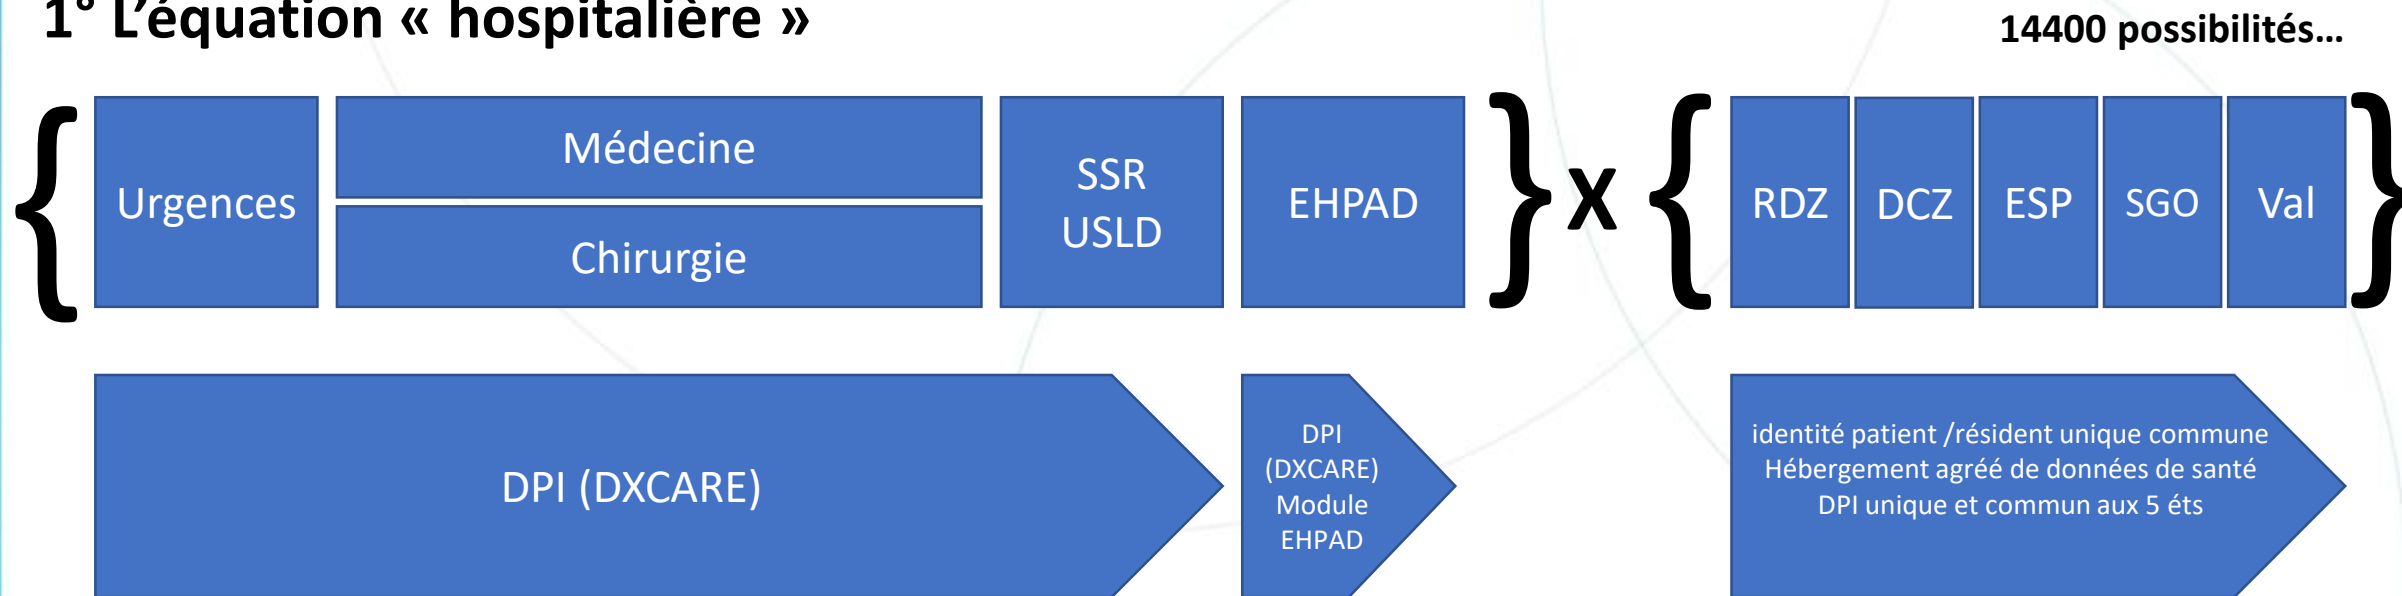 1° L’équation « hospitalière »
14400 possibilités…
{ Urgences
Médecine
Chirurgie
SSR
USLD
EHPAD } x { RDZ DCZ ESP SGO Val }
DPI (DXCARE)
DPI
(DXCARE)
Module
EHPAD
identité patient /résident unique commune
Hébergement agréé de données de santé
DPI unique et commun aux 5 éts